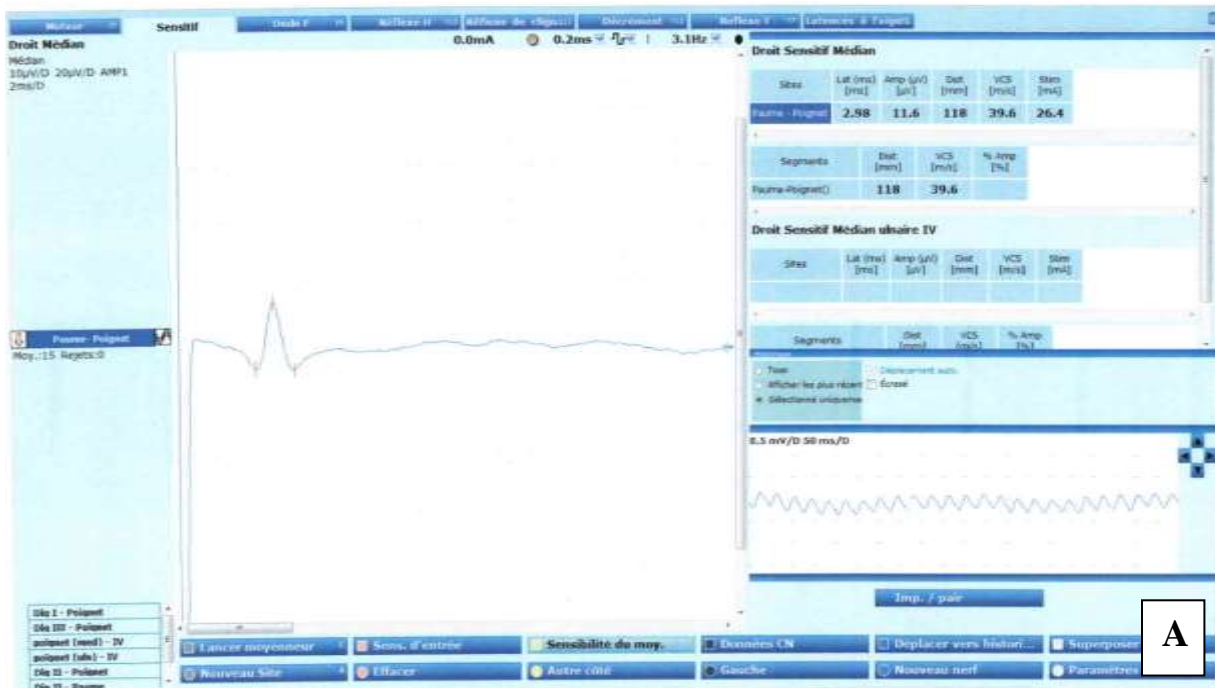 Moteur Sensitif Onde F Réflexe H Décrément
0.0mA 0.2ms 3.1Hz
Droit Médian
Médian
10µV/D 20µV/D AMP1
2ms/D
Paume- Poignet
Moy.:15 Rejets:0
Dig I - Poignet
Dig III - Poignet
poignet (med) - IV
poignet (uln) - IV
Dig II - Poignet
Dig II - Paume
Droit Sensitif Médian
Sites Lat (ms) Amp (µV) Dist VCS Stim
[ms] [µV] [mm] [m/s] [mA]
Paume - Poignet 2.98 11.6 118 39.6 26.4
Segments Dist VCS % Amp
[mm] [m/s] [%]
Paume-Poignet() 118 39.6
Droit Sensitif Médian ulnaire IV
Sites Lat (ms) Amp (µV) Dist VCS Stim
[ms] [µV] [mm] [m/s] [mA]
Segments Dist VCS % Amp
[mm] [m/s] [%]
Tous Déplacement auto.
Afficher les plus récent Écrasé
Sélectionné uniquement
0.5 mV/D 50 ms/D
Imp. / pair
Lancer moyenneur Sens. d'entrée Sensibilité du moy. Données CN Déplacer vers histori... Superposer
Nouveau Site Effacer Autre côté Gauche Nouveau nerf Paramètres
A